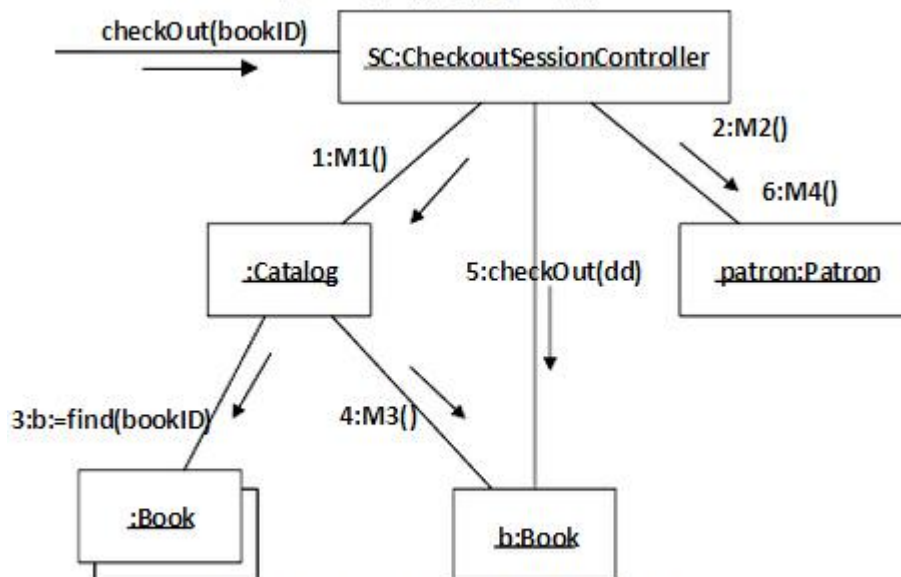 checkOut(bookID)
SC:CheckoutSessionController
1:M1()
2:M2()
6:M4()
:Catalog
5:checkOut(dd)
patron:Patron
3:b:=find(bookID)
4:M3()
:Book
b:Book